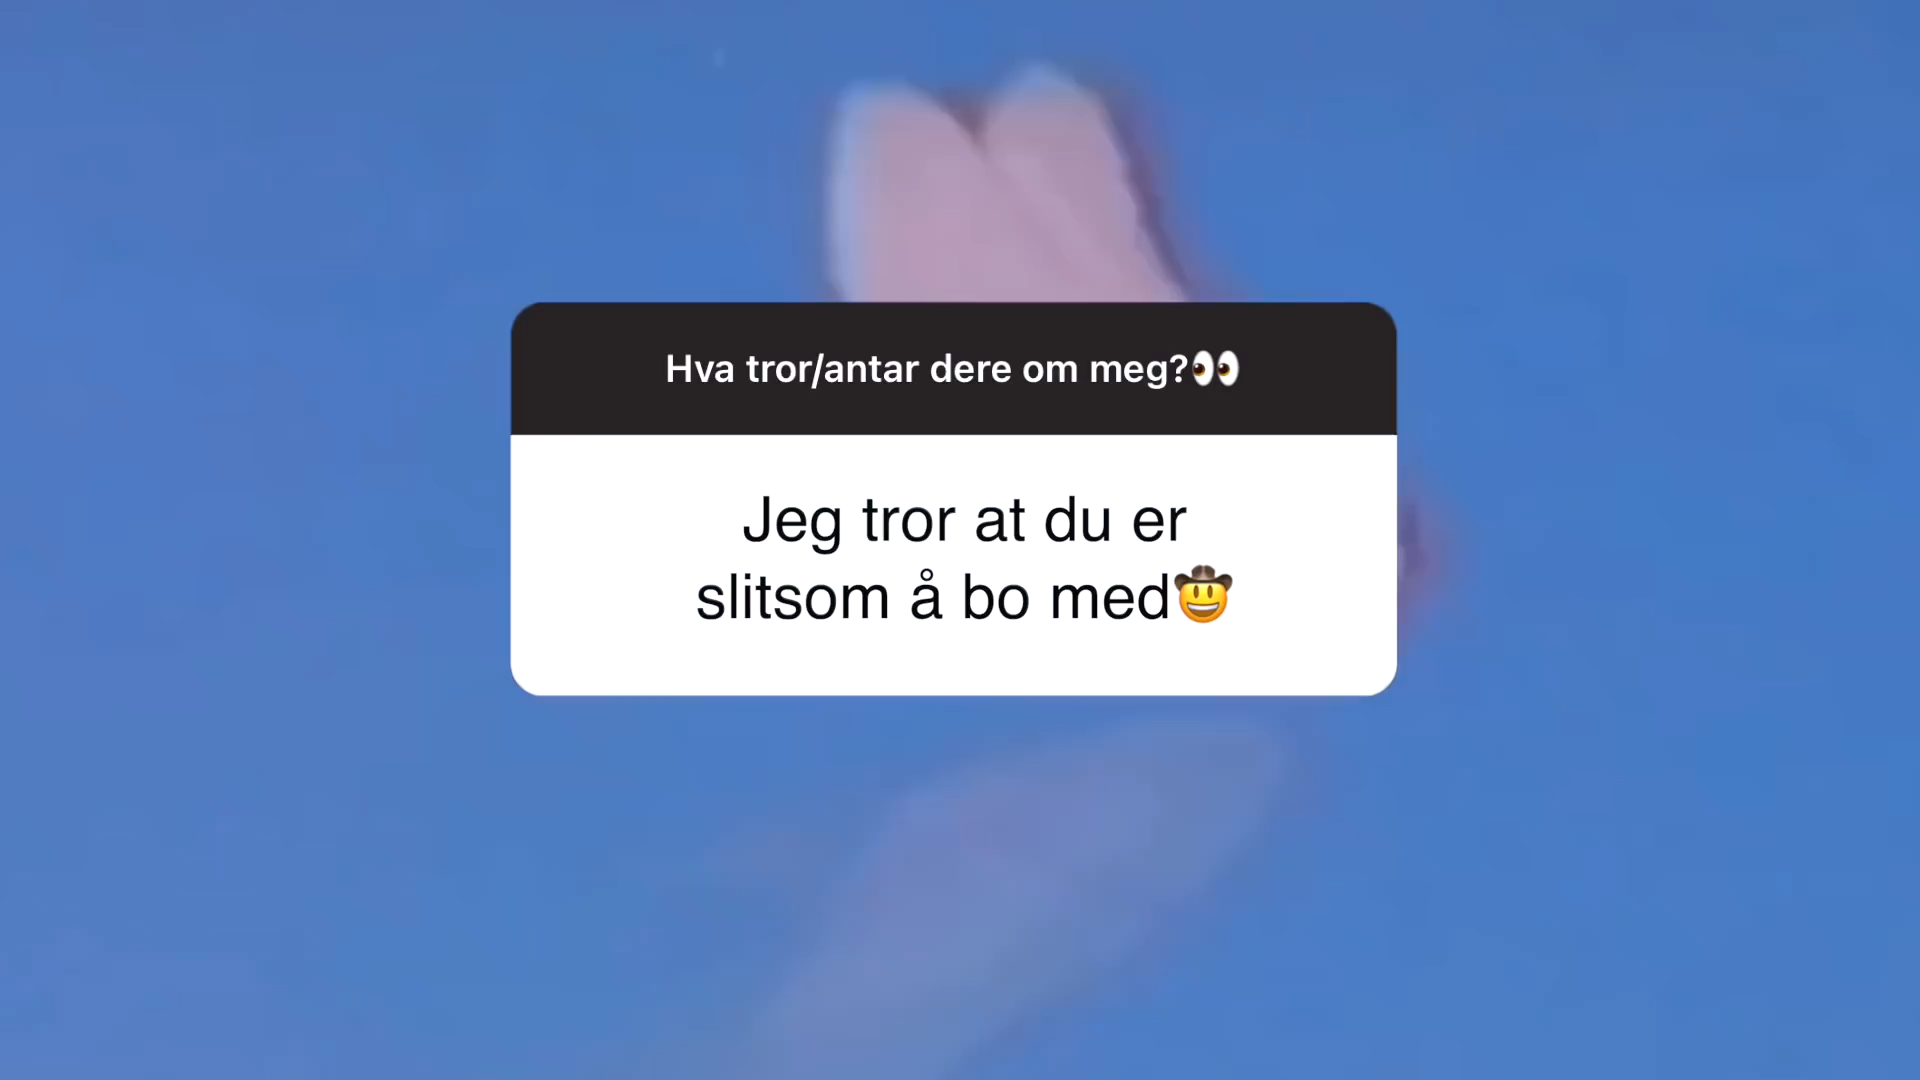 Hva tror/antar dere om meg?👀
Jeg tror at du er
slitsom å bo med🤠